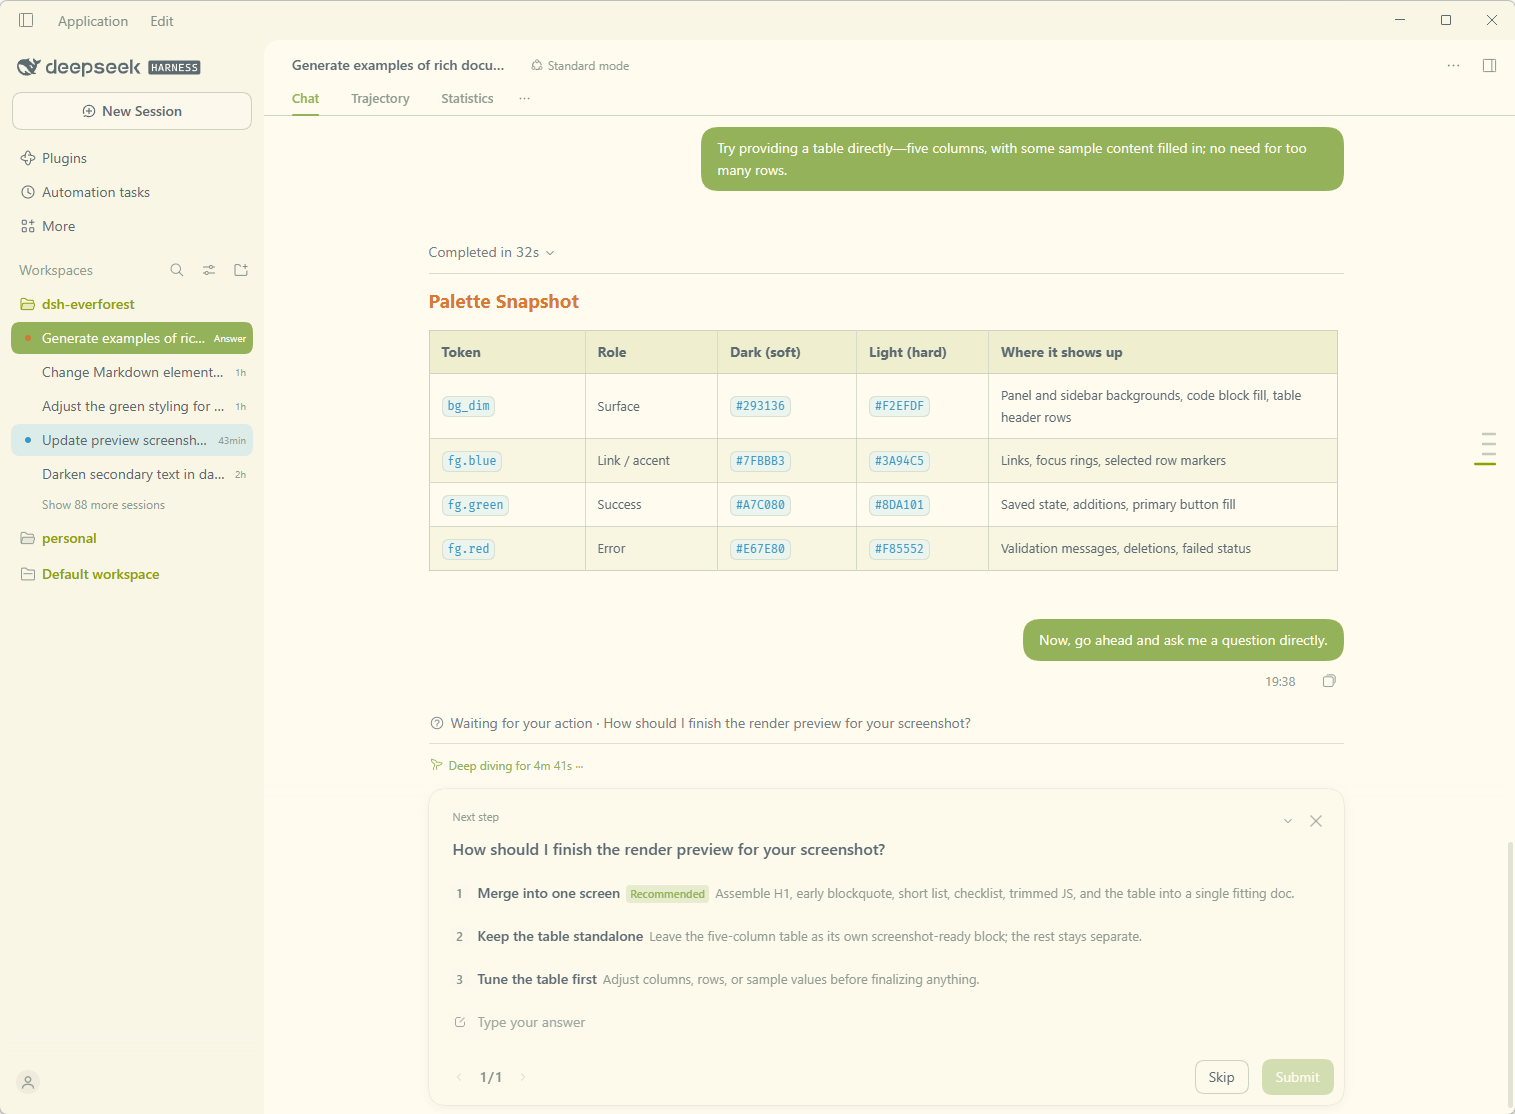 Application Edit
deepseek HARNESS
New Session
Plugins
Automation tasks
More
Workspaces
dsh-everforest
Generate examples of ric... Answer
Change Markdown element... 1h
Adjust the green styling for ... 1h
Update preview screensh... 43min
Darken secondary text in da... 2h
Show 88 more sessions
personal
Default workspace
Generate examples of rich docu... Standard mode
Chat Trajectory Statistics
Try providing a table directly—five columns, with some sample content filled in; no need for too
many rows.
Completed in 32s
Palette Snapshot
Token Role Dark (soft) Light (hard) Where it shows up
bg_dim Surface #293136 #F2EFDF Panel and sidebar backgrounds, code block fill, table
header rows
fg.blue Link / accent #7FBBB3 #3A94C5 Links, focus rings, selected row markers
fg.green Success #A7C080 #8DA101 Saved state, additions, primary button fill
fg.red Error #E67E80 #F85552 Validation messages, deletions, failed status
Now, go ahead and ask me a question directly.
19:38
Waiting for your action · How should I finish the render preview for your screenshot?
Deep diving for 4m 41s ···
Next step
How should I finish the render preview for your screenshot?
1 Merge into one screen Recommended Assemble H1, early blockquote, short list, checklist, trimmed JS, and the table into a single fitting doc.
2 Keep the table standalone Leave the five-column table as its own screenshot-ready block; the rest stays separate.
3 Tune the table first Adjust columns, rows, or sample values before finalizing anything.
Type your answer
1/1
Skip Submit